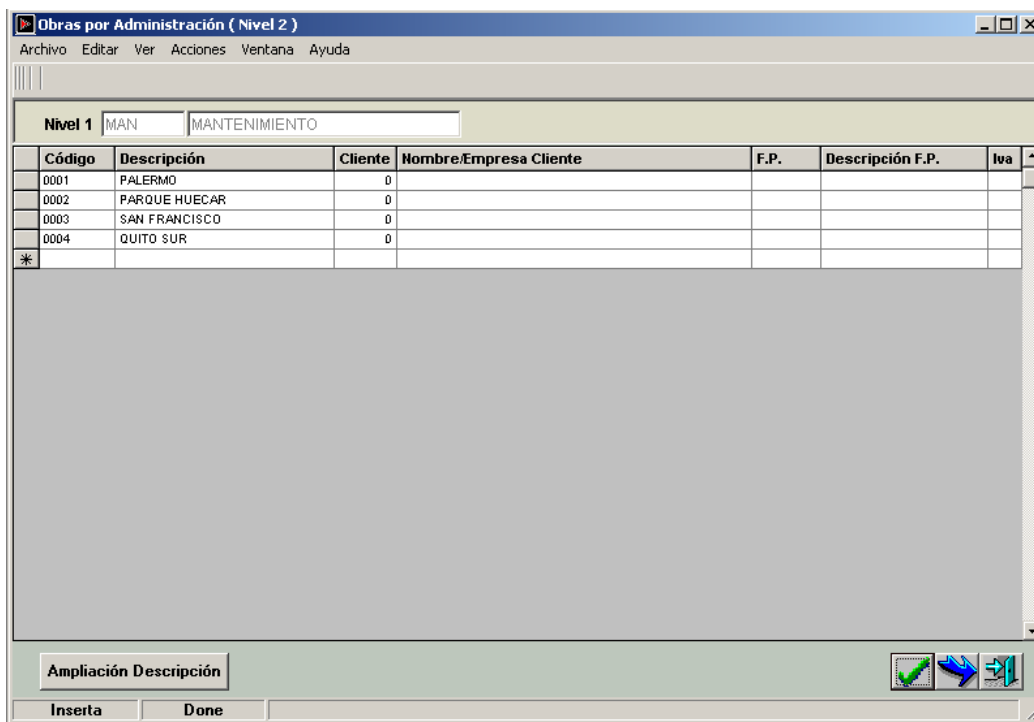 Obras por Administración ( Nivel 2 )
Archivo Editar Ver Acciones Ventana Ayuda
Nivel 1 MAN MANTENIMIENTO
Código Descripción Cliente Nombre/Empresa Cliente F.P. Descripción F.P. Iva
0001 PALERMO 0
0002 PARQUE HUECAR 0
0003 SAN FRANCISCO 0
0004 QUITO SUR 0
Ampliación Descripción
Inserta Done